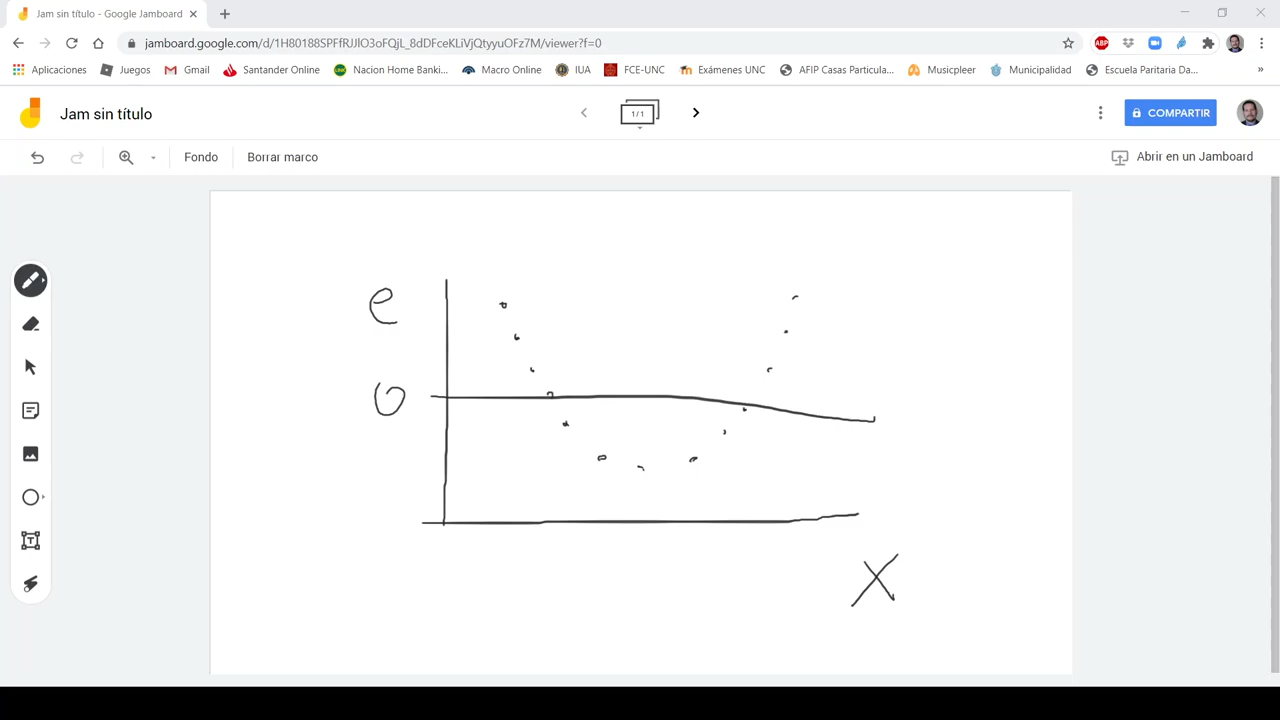 Jam sin título - Google Jamboard
jamboard.google.com/d/1H80188SPFfRJJlO3oFQIl_8dDFceKLiVjQtyyuOFz7M/viewer?f=0
ABP
Aplicaciones Juegos Gmail Santander Online Nacion Home Banki... Macro Online IUA FCE-UNC Exámenes UNC AFIP Casas Particula... Musicpleer Municipalidad Escuela Paritaria Da... »
Jam sin título
1/1
COMPARTIR
Fondo Borrar marco
Abrir en un Jamboard
e
0
X